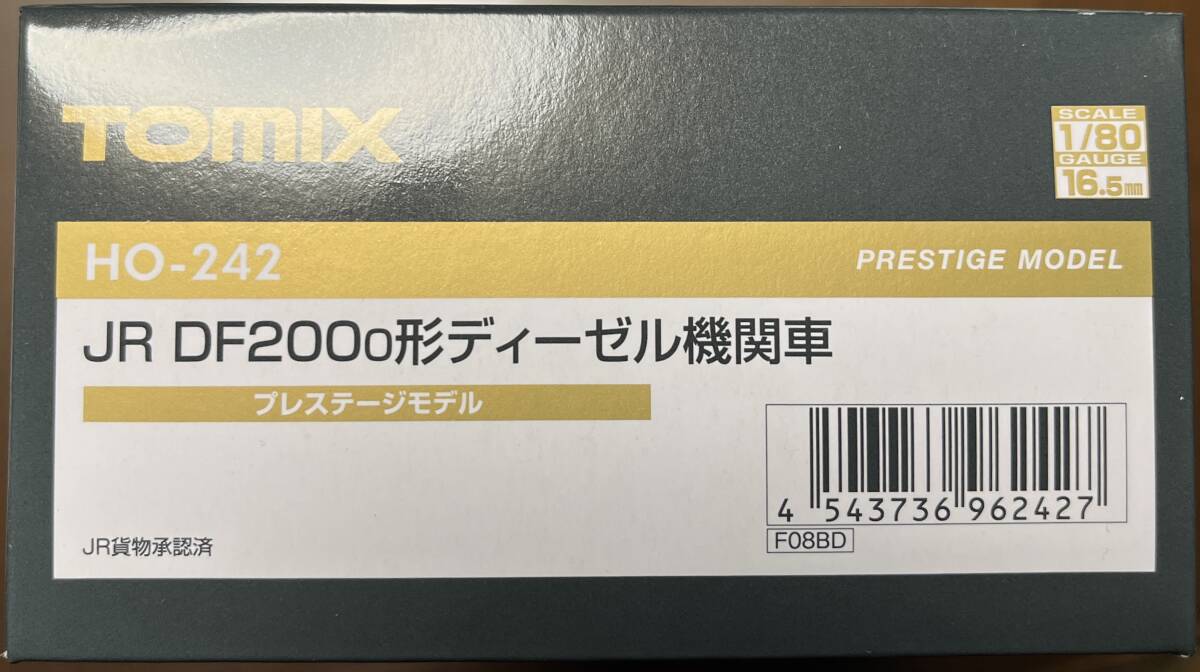 TOMIX
SCALE
1/80
GAUGE
16.5mm
HO-242
PRESTIGE MODEL
JR DF2000形ディーゼル機関車
プレステージモデル
4 543736 962427
F08BD
JR貨物承認済